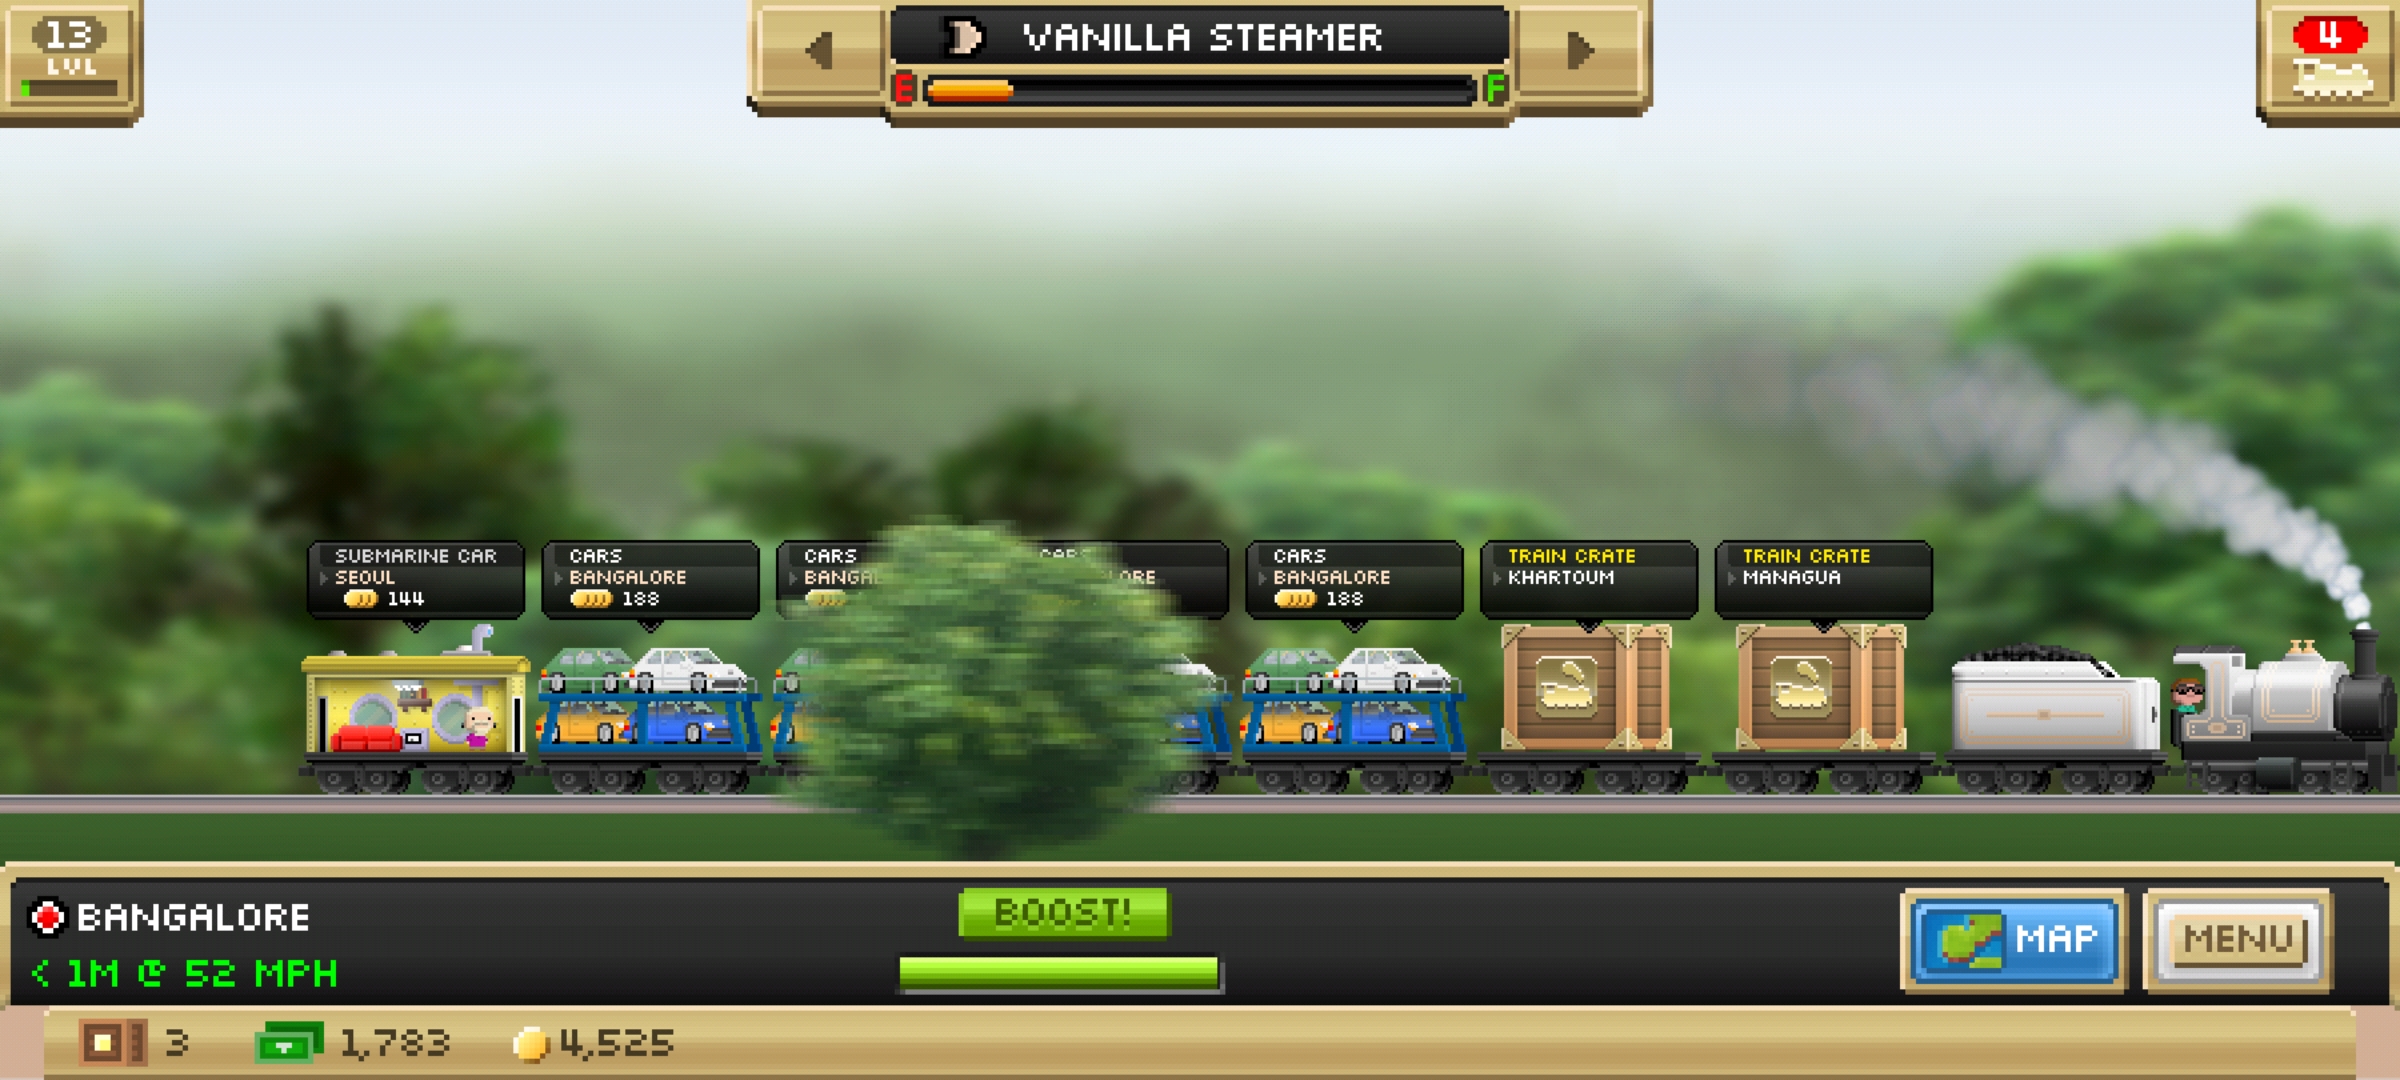 13
LVL
VANILLA STEAMER
E F
4
SUBMARINE CAR
SEOUL
144
CARS
BANGALORE
188
CARS
CARS
BANGALORE
188
TRAIN CRATE
KHARTOUM
TRAIN CRATE
MANAGUA
BANGALORE
< 1M @ 52 MPH
BOOST!
MAP
MENU
3
1,783
4,525